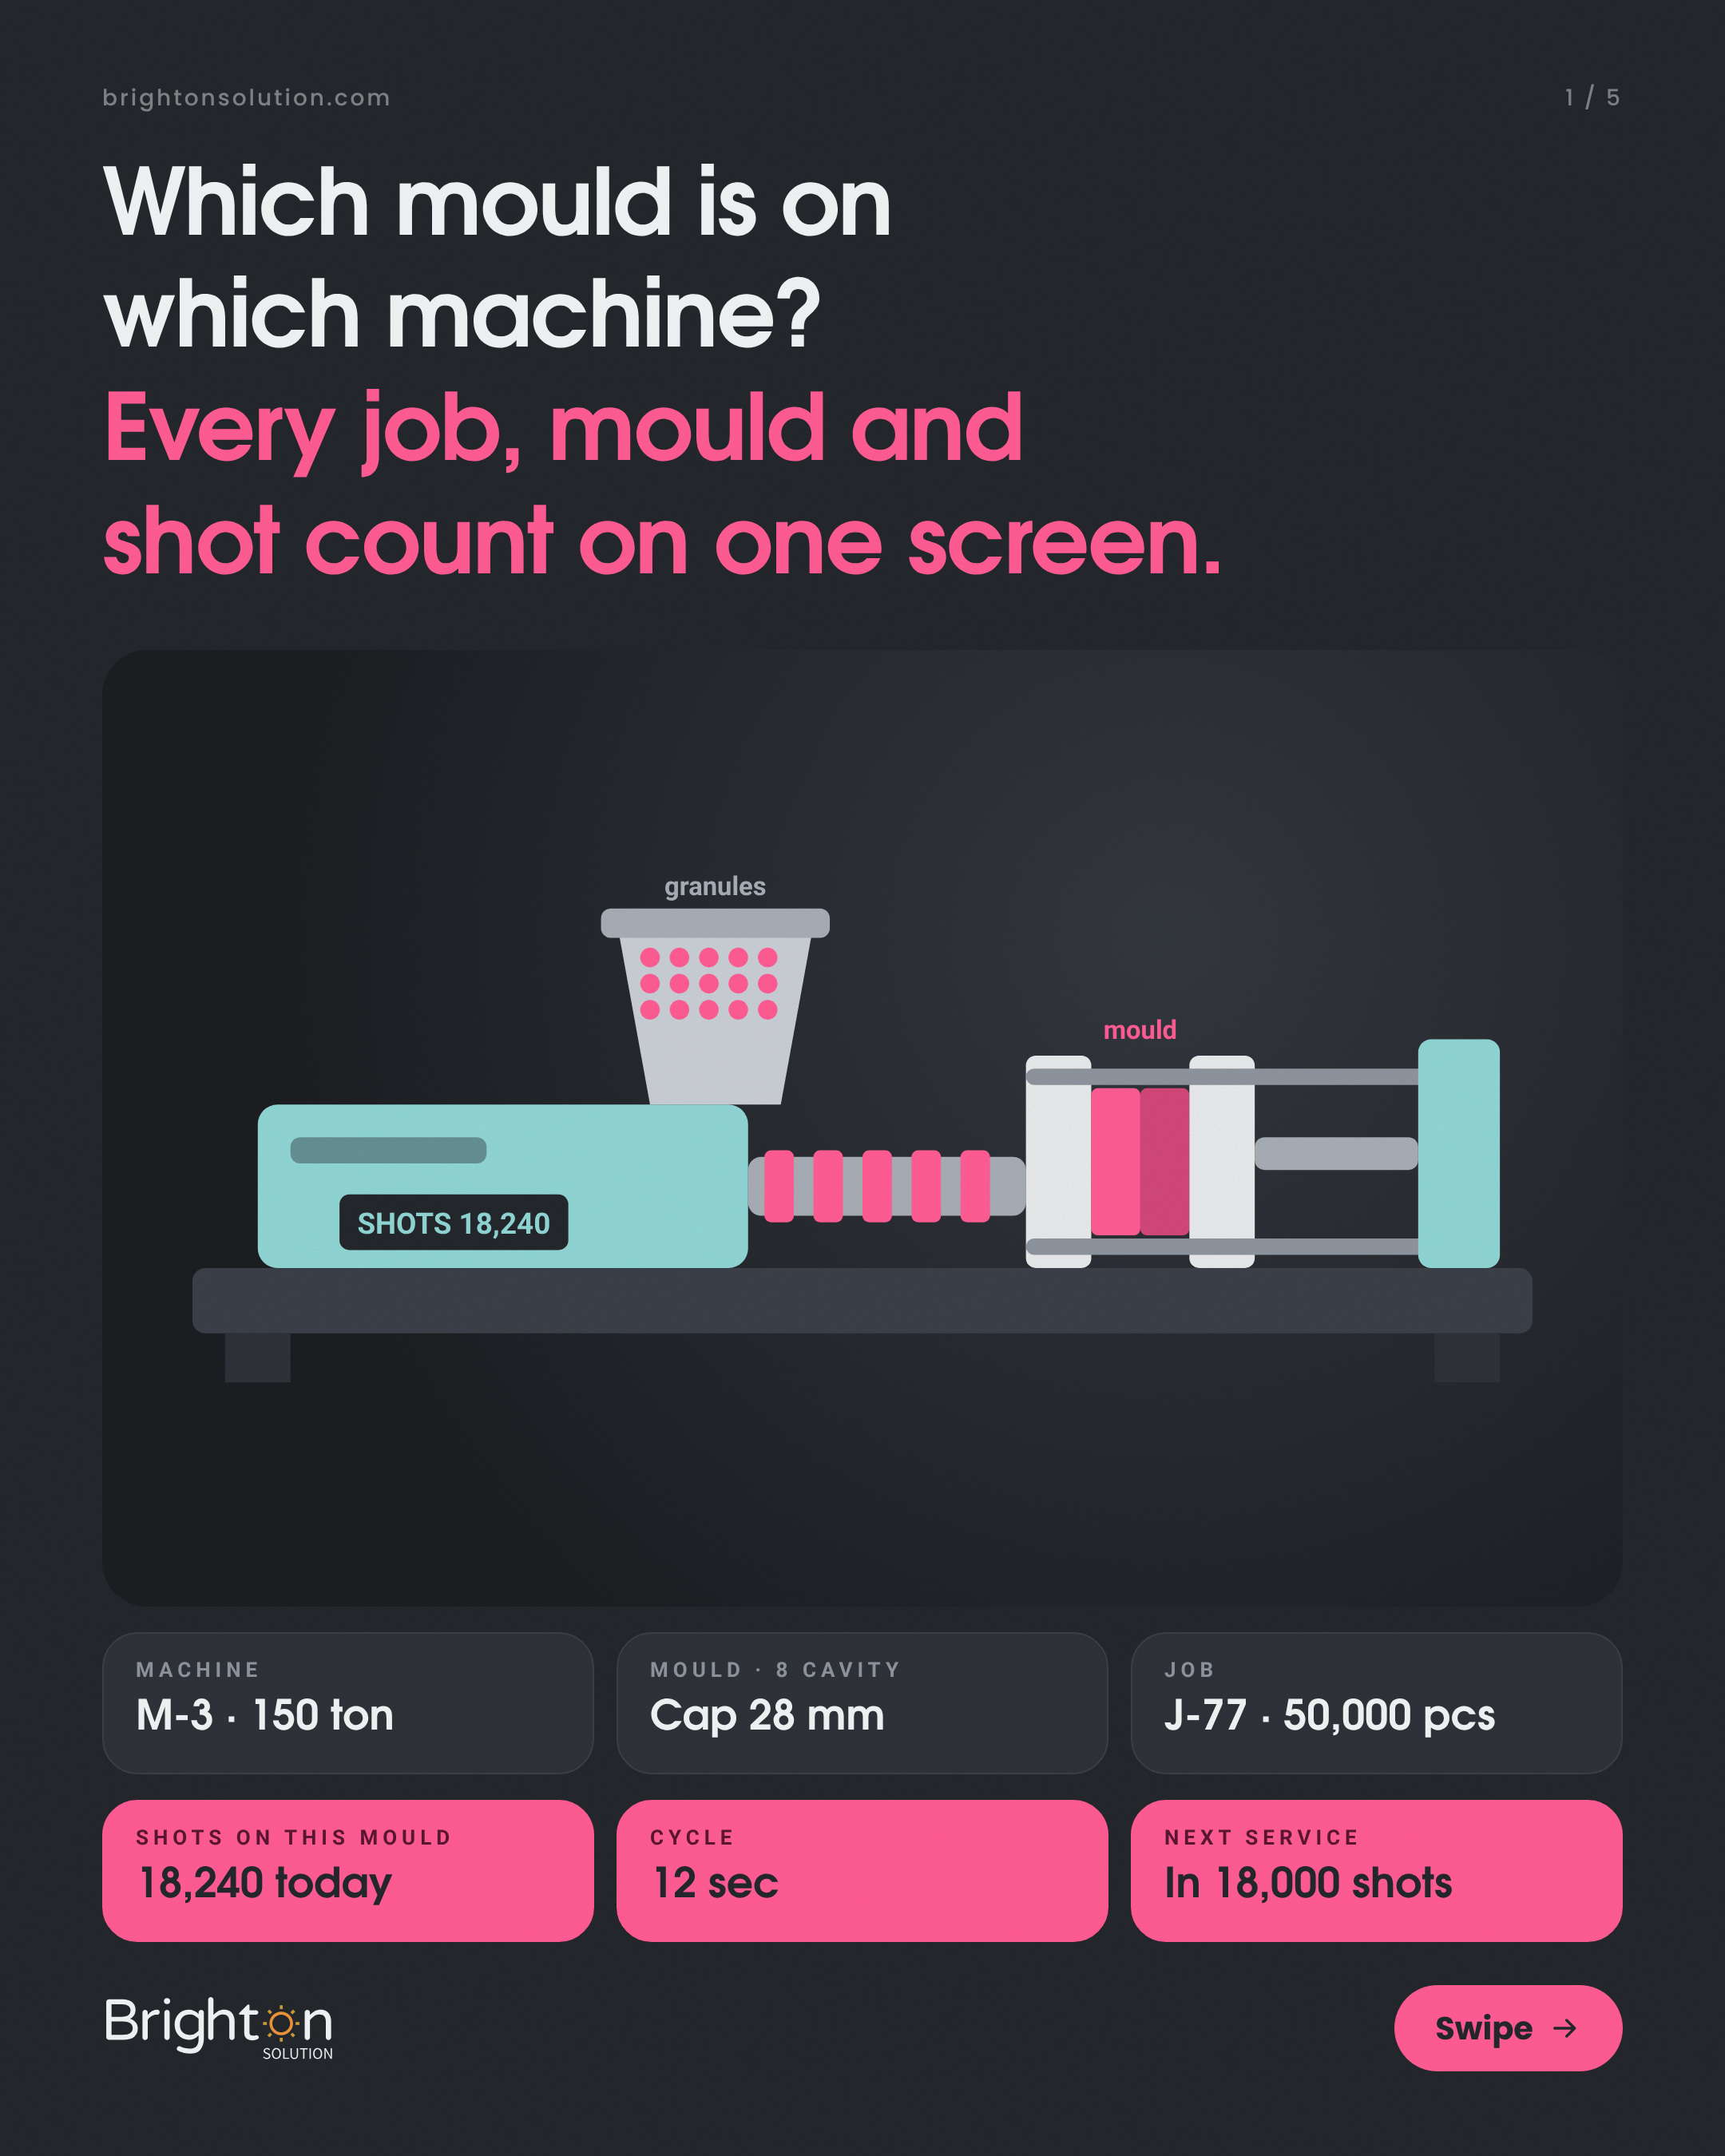 brightonsolution.com
1 / 5
Which mould is on
which machine?
Every job, mould and
shot count on one screen.
granules
mould
SHOTS 18,240
MACHINE
M-3 · 150 ton
MOULD · 8 CAVITY
Cap 28 mm
JOB
J-77 · 50,000 pcs
SHOTS ON THIS MOULD
18,240 today
CYCLE
12 sec
NEXT SERVICE
In 18,000 shots
Brighton
SOLUTION
Swipe →